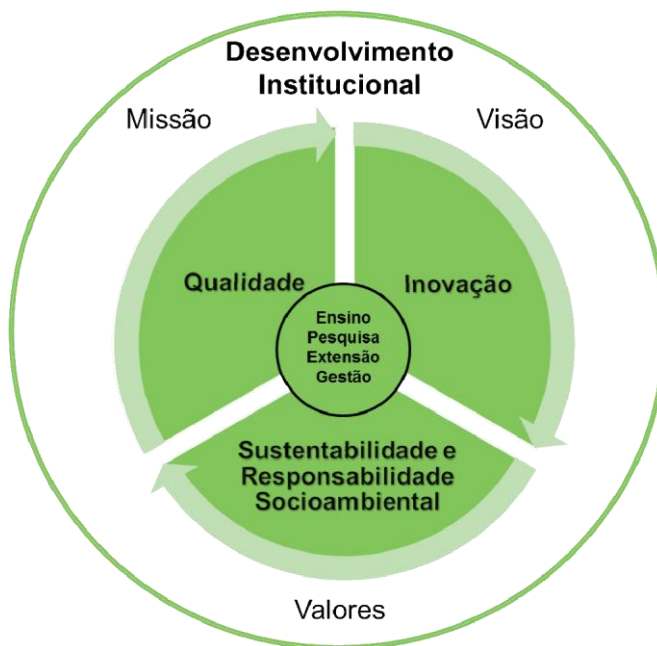 Desenvolvimento
Institucional
Missão
Visão
Qualidade
Inovação
Ensino
Pesquisa
Extensão
Gestão
Sustentabilidade e
Responsabilidade
Socioambiental
Valores